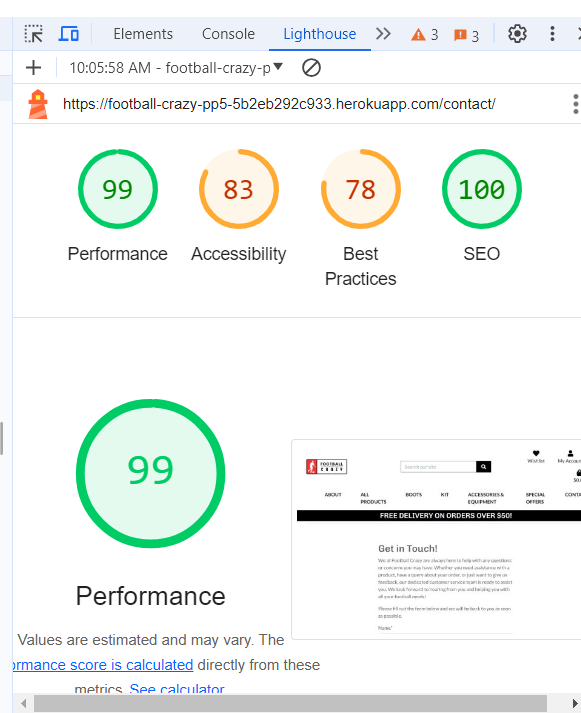 Elements Console Lighthouse 3 3
10:05:58 AM - football-crazy-p
https://football-crazy-pp5-5b2eb292c933.herokuapp.com/contact/
99 83 78 100
Performance Accessibility Best Practices SEO
99
Performance
Values are estimated and may vary. The
ormance score is calculated directly from these
metrics. See calculator
FOOTBALL CRAZY
Search our site
Wishlist My Accoun
$0.
ABOUT ALL PRODUCTS BOOTS KIT ACCESSORIES & EQUIPMENT SPECIAL OFFERS CONTA
FREE DELIVERY ON ORDERS OVER $50!
Get in Touch!
We at Football Crazy are always here to help with any questions
or concerns you may have. Whether you need assistance with a
product, have a query about your order, or just want to give us
feedback, our dedicated customer service team is ready to assist
you. We look forward to hearing from you and helping you with
all your football needs!
Please fill out the form below and we will be back to you as soon
as possible.
Name*